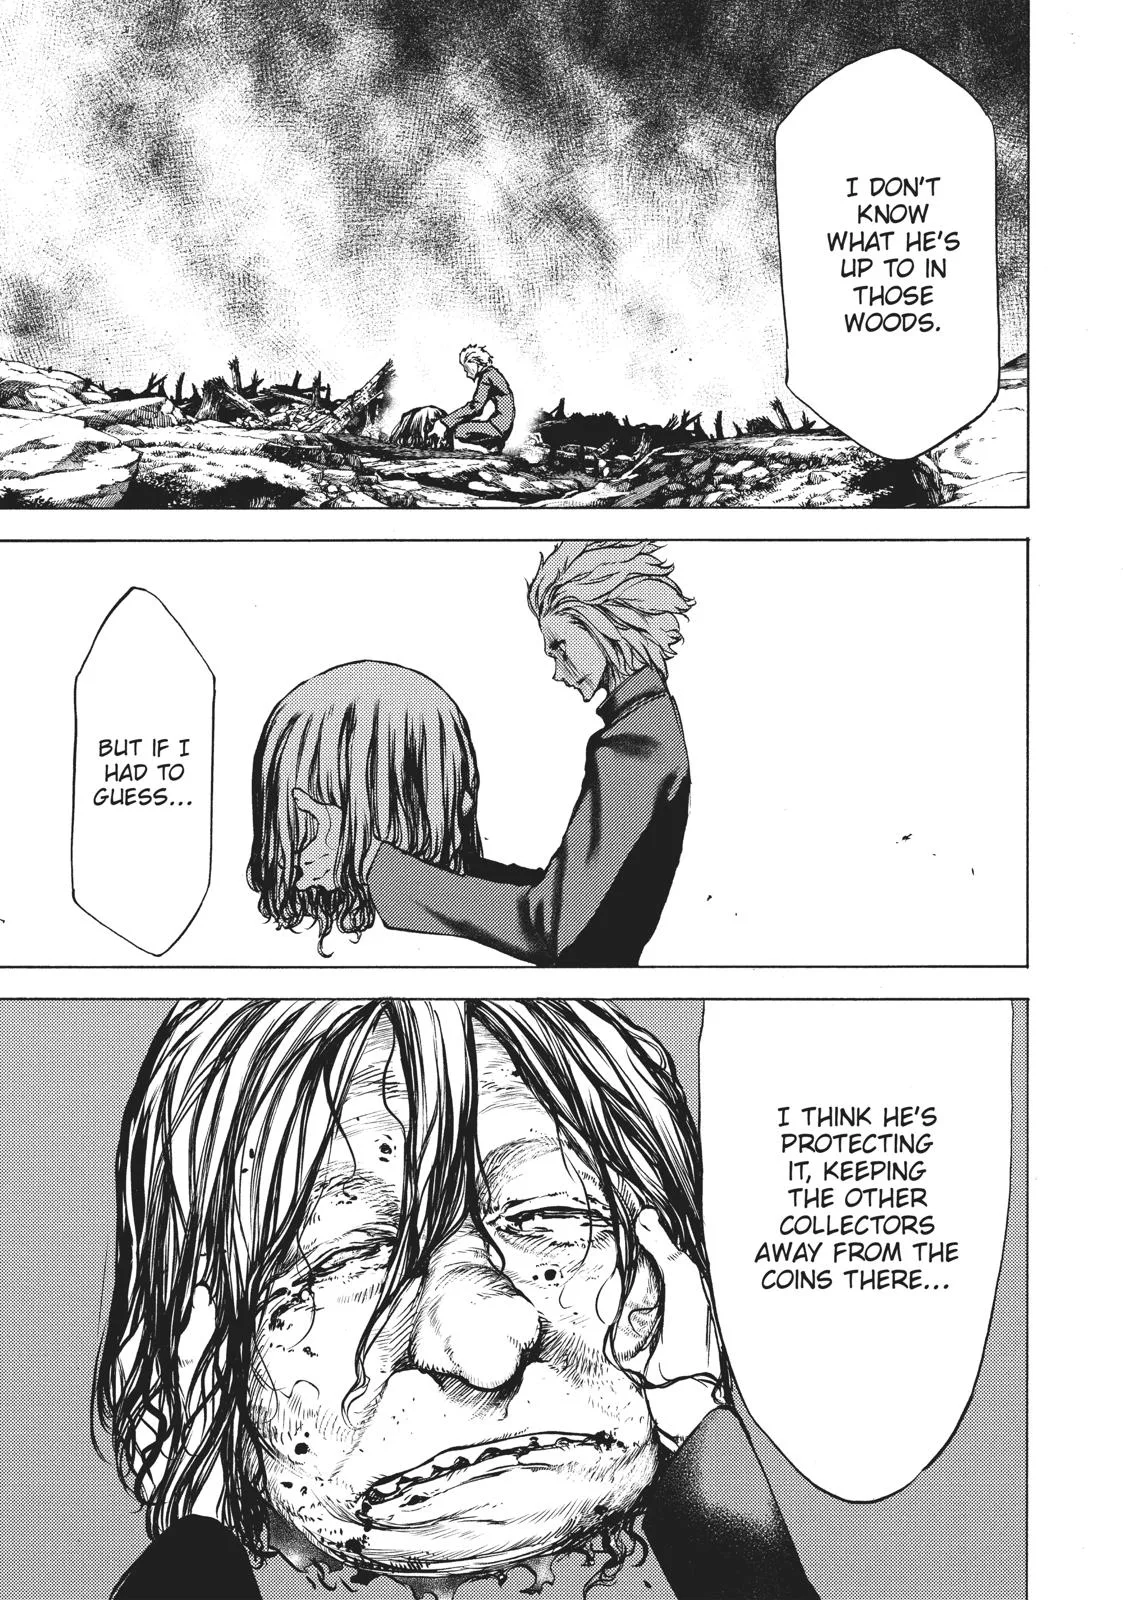 I DON'T
KNOW
WHAT HE'S
UP TO IN
THOSE
WOODS.
BUT IF I
HAD TO
GUESS...
I THINK HE'S
PROTECTING
IT, KEEPING
THE OTHER
COLLECTORS
AWAY FROM THE
COINS THERE...